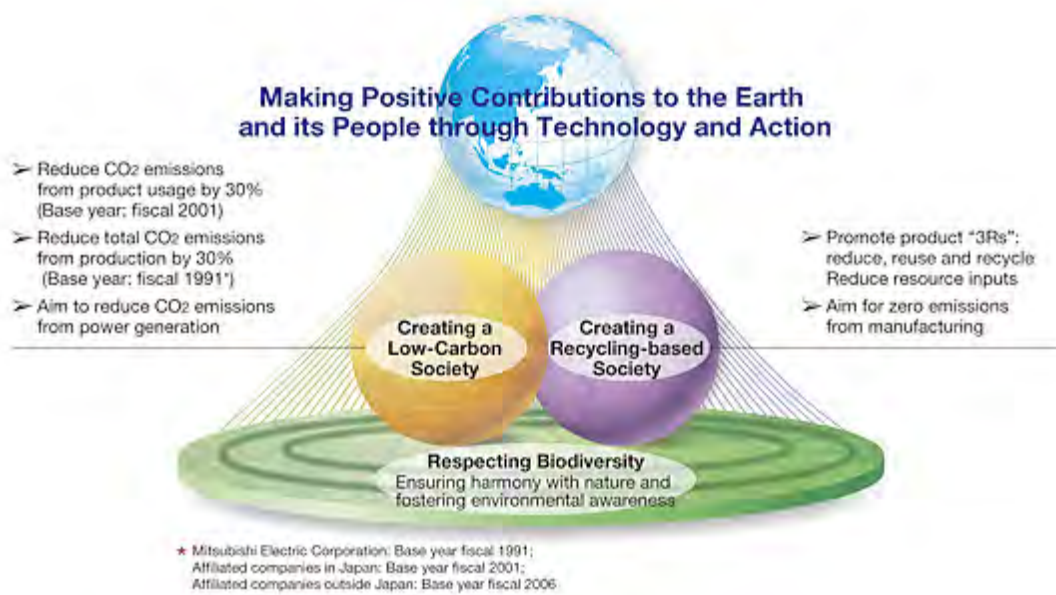 Making Positive Contributions to the Earth
and its People through Technology and Action
➢ Reduce CO2 emissions
from product usage by 30%
(Base year: fiscal 2001)
➢ Reduce total CO2 emissions
from production by 30%
(Base year: fiscal 1991*)
➢ Aim to reduce CO2 emissions
from power generation
➢ Promote product "3Rs":
reduce, reuse and recycle
Reduce resource inputs
➢ Aim for zero emissions
from manufacturing
Creating a
Low-Carbon
Society
Creating a
Recycling-based
Society
Respecting Biodiversity
Ensuring harmony with nature and
fostering environmental awareness
★ Mitsubishi Electric Corporation: Base year fiscal 1991;
Affiliated companies in Japan: Base year fiscal 2001;
Affiliated companies outside Japan: Base year fiscal 2006